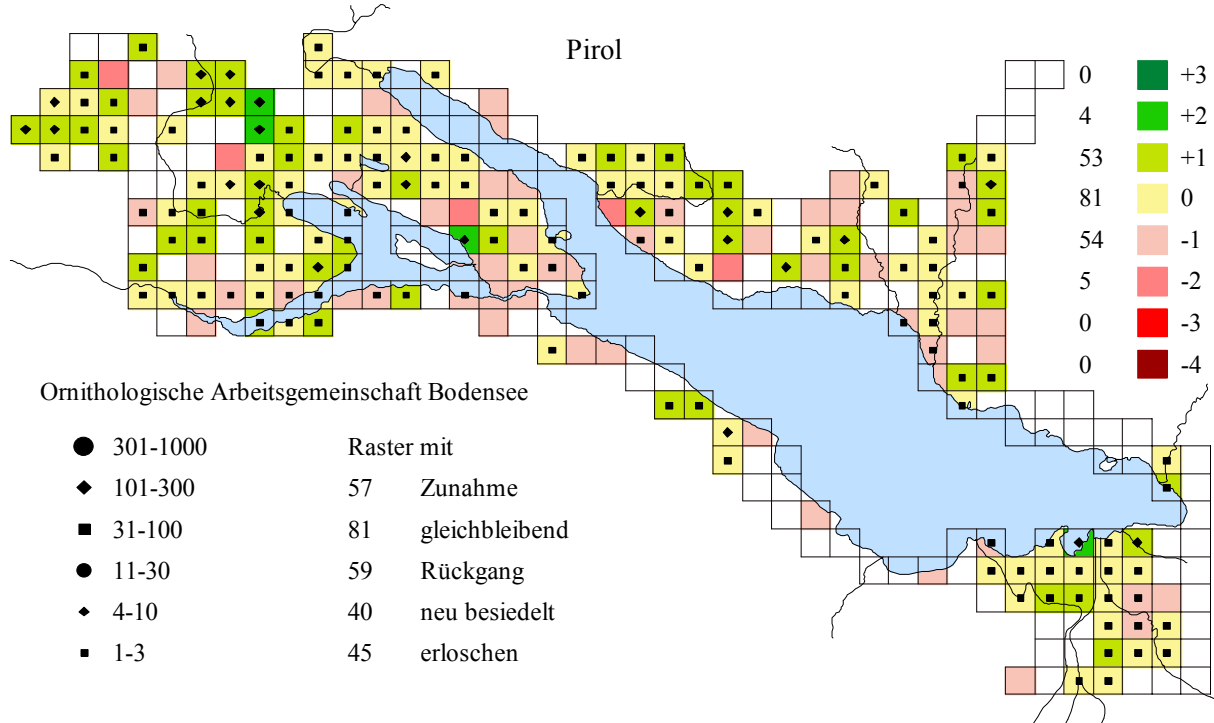 Pirol
0 +3
4 +2
53 +1
81 0
54 -1
5 -2
0 -3
0 -4
Ornithologische Arbeitsgemeinschaft Bodensee
301-1000 Raster mit
101-300 57 Zunahme
31-100 81 gleichbleibend
11-30 59 Rückgang
4-10 40 neu besiedelt
1-3 45 erloschen